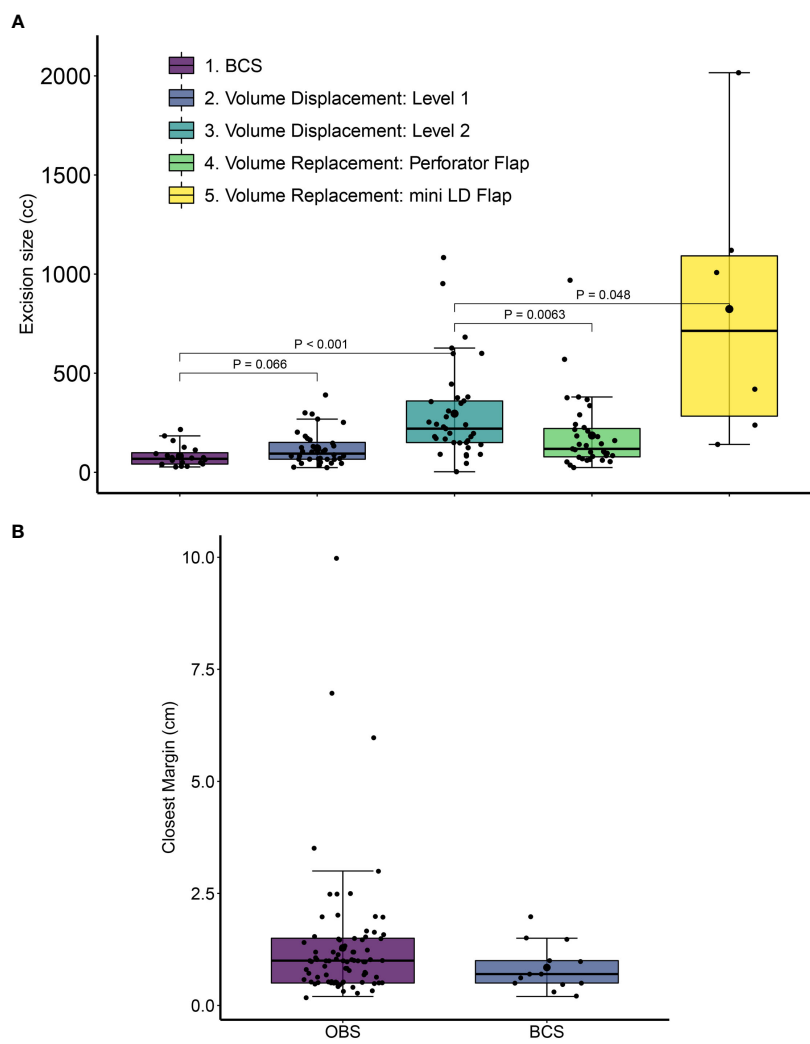 A
2000
1500
1000
500
0
Excision size (cc)
1. BCS
2. Volume Displacement: Level 1
3. Volume Displacement: Level 2
4. Volume Replacement: Perforator Flap
5. Volume Replacement: mini LD Flap
P = 0.048
P = 0.0063
P < 0.001
P = 0.066
B
10.0
7.5
5.0
2.5
0.0
Closest Margin (cm)
OBS BCS